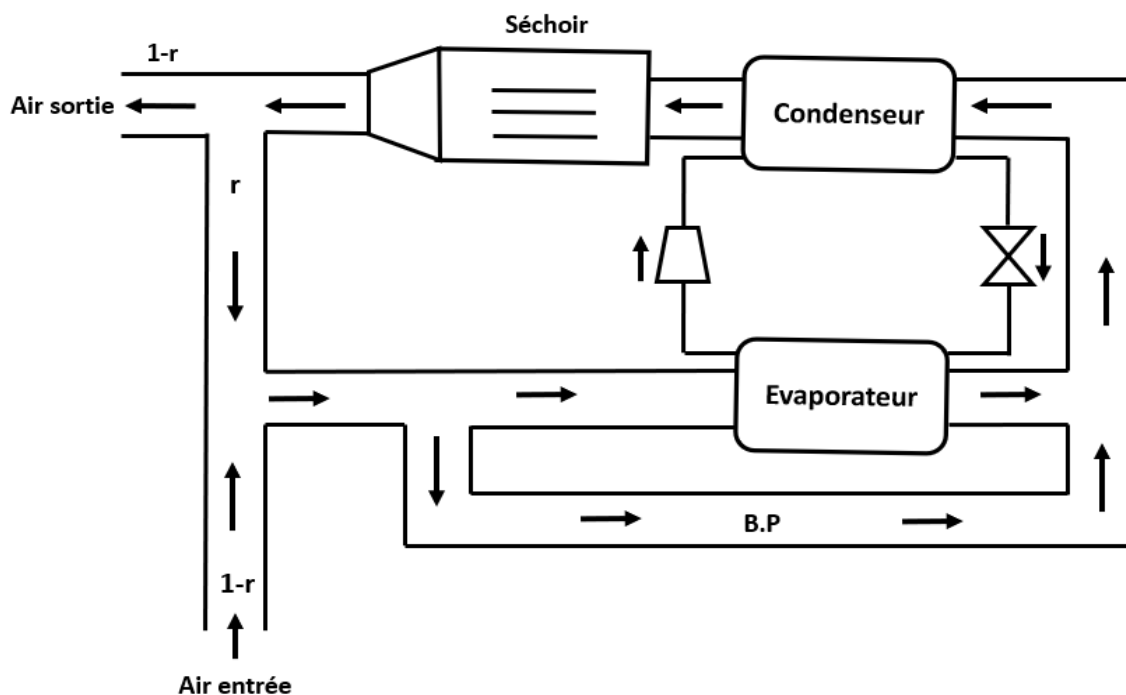 Séchoir
1-r
Air sortie
Condenseur
r
Evaporateur
B.P
1-r
Air entrée